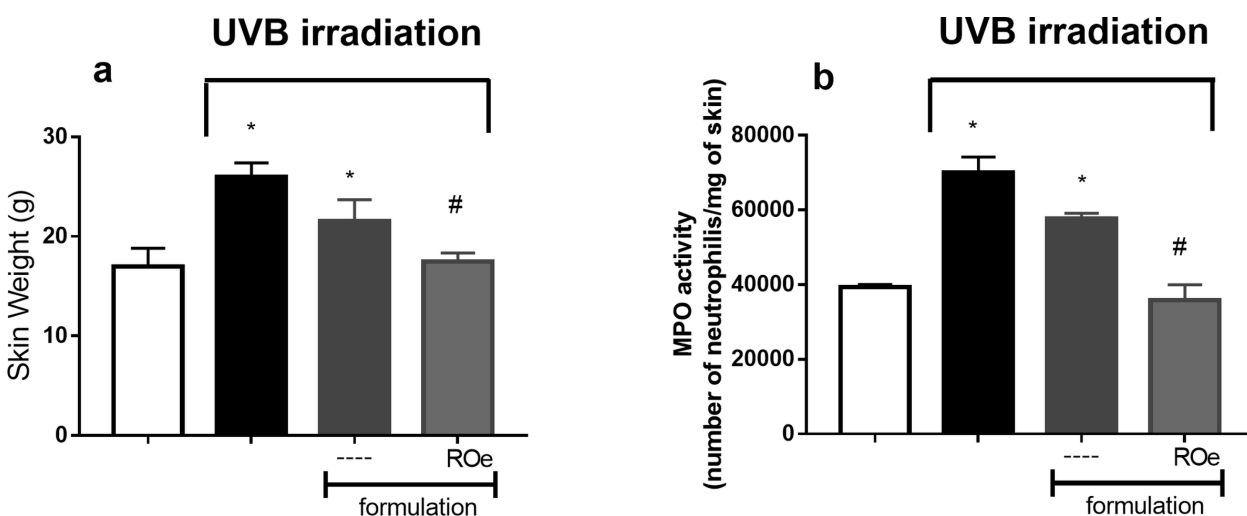 UVB irradiation
a
*
*
#
30
20
10
0
Skin Weight (g)
---- ROe
formulation
UVB irradiation
b
*
*
#
80000
60000
40000
20000
0
MPO activity
(number of neutrophilis/mg of skin)
---- ROe
formulation